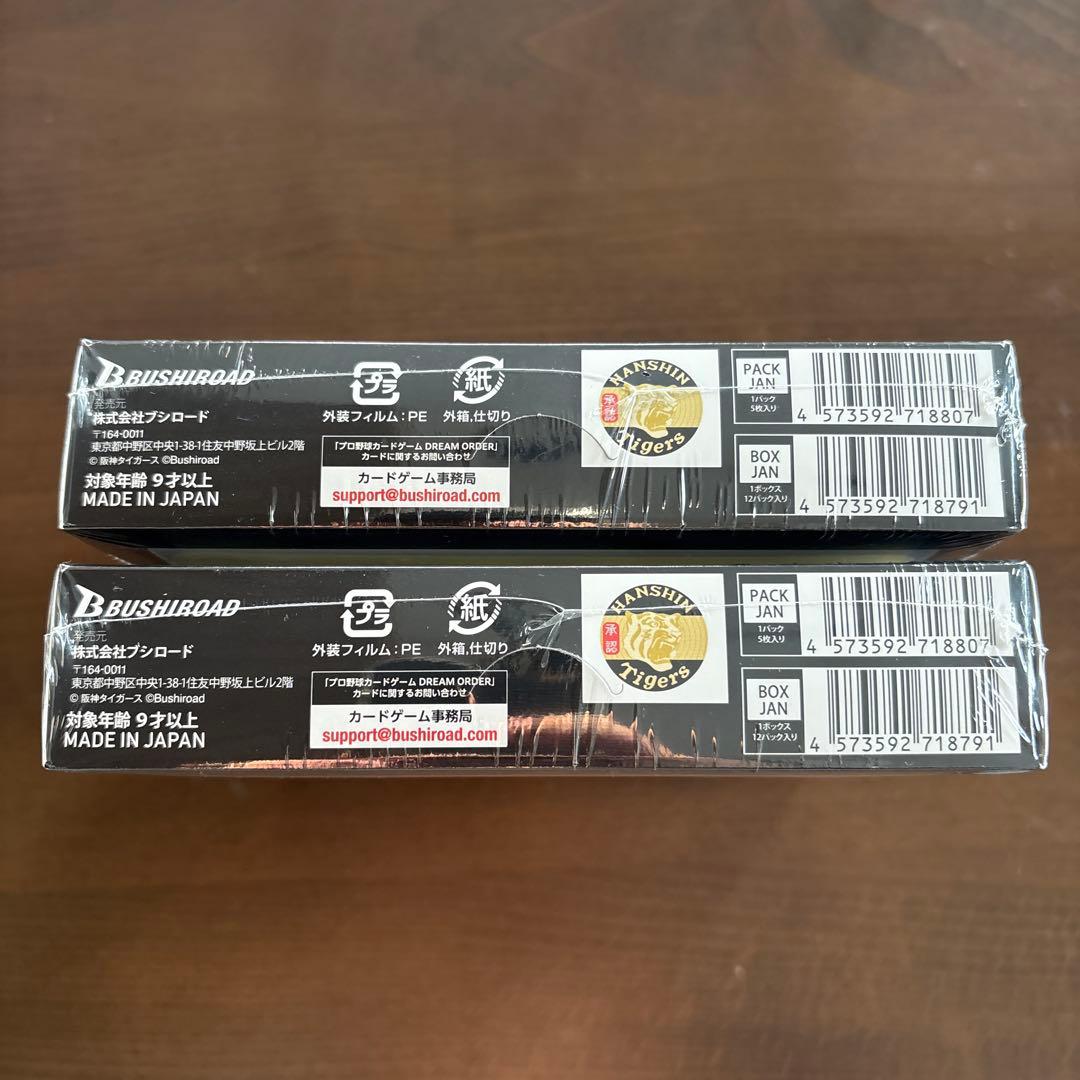 BUSHIROAD
発売元
株式会社ブシロード
〒164-0011
東京都中野区中央1-38-1住友中野坂上ビル2階
© 阪神タイガース ©Bushiroad
対象年齢 9才以上
MADE IN JAPAN
プラ
外装フィルム：PE
紙
外箱,仕切り
「プロ野球カードゲーム DREAM ORDER」
カードに関するお問い合わせ
カードゲーム事務局
support@bushiroad.com
HANSHIN
承認
Tigers
PACK
JAN
1パック
5枚入り
4 573592 718807
BOX
JAN
1ボックス
12パック入り
4 573592 718791
BUSHIROAD
発売元
株式会社ブシロード
〒164-0011
東京都中野区中央1-38-1住友中野坂上ビル2階
© 阪神タイガース ©Bushiroad
対象年齢 9才以上
MADE IN JAPAN
プラ
外装フィルム：PE
紙
外箱,仕切り
「プロ野球カードゲーム DREAM ORDER」
カードに関するお問い合わせ
カードゲーム事務局
support@bushiroad.com
HANSHIN
承認
Tigers
PACK
JAN
1パック
5枚入り
4 573592 718807
BOX
JAN
1ボックス
12パック入り
4 573592 718791